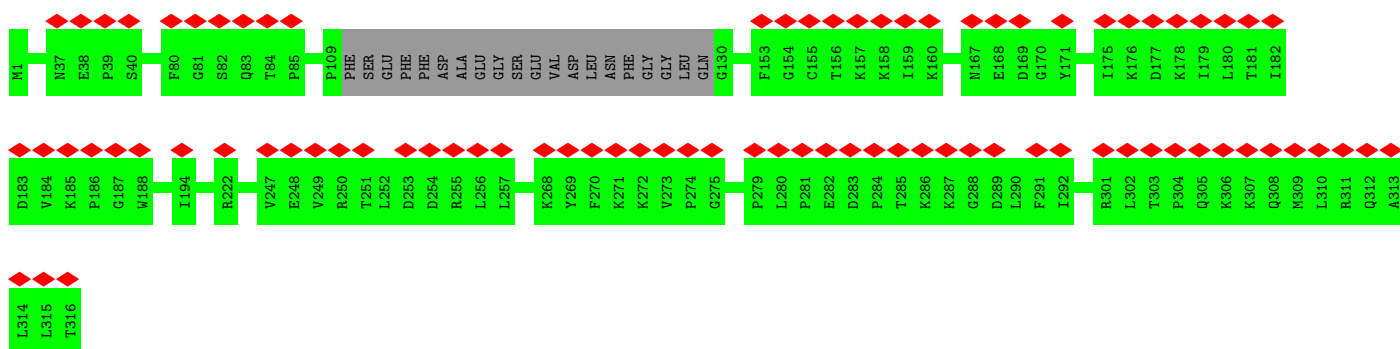 M1 N37 E38 P39 S40 F80 G81 S82 Q83 T84 P85 P109 PHE SER GLU PHE PHE ASP ALA GLU GLY SER GLU VAL ASP LEU ASN PHE GLY GLY LEU GLN G130 F153 G154 C155 T156 K157 K158 I159 K160 N167 E168 D169 G170 Y171 I175 K176 D177 K178 I179 L180 T181 I182
D183 V184 K185 P186 G187 W188 I194 R222 V247 E248 V249 R250 T251 L252 D253 D254 R255 L256 L257 K268 Y269 F270 K271 K272 V273 P274 G275 P279 L280 P281 E282 D283 P284 T285 K286 K287 G288 D289 L290 F291 I292 R301 L302 T303 P304 Q305 K306 K307 Q308 M309 L310 R311 Q312 A313
L314 L315 T316